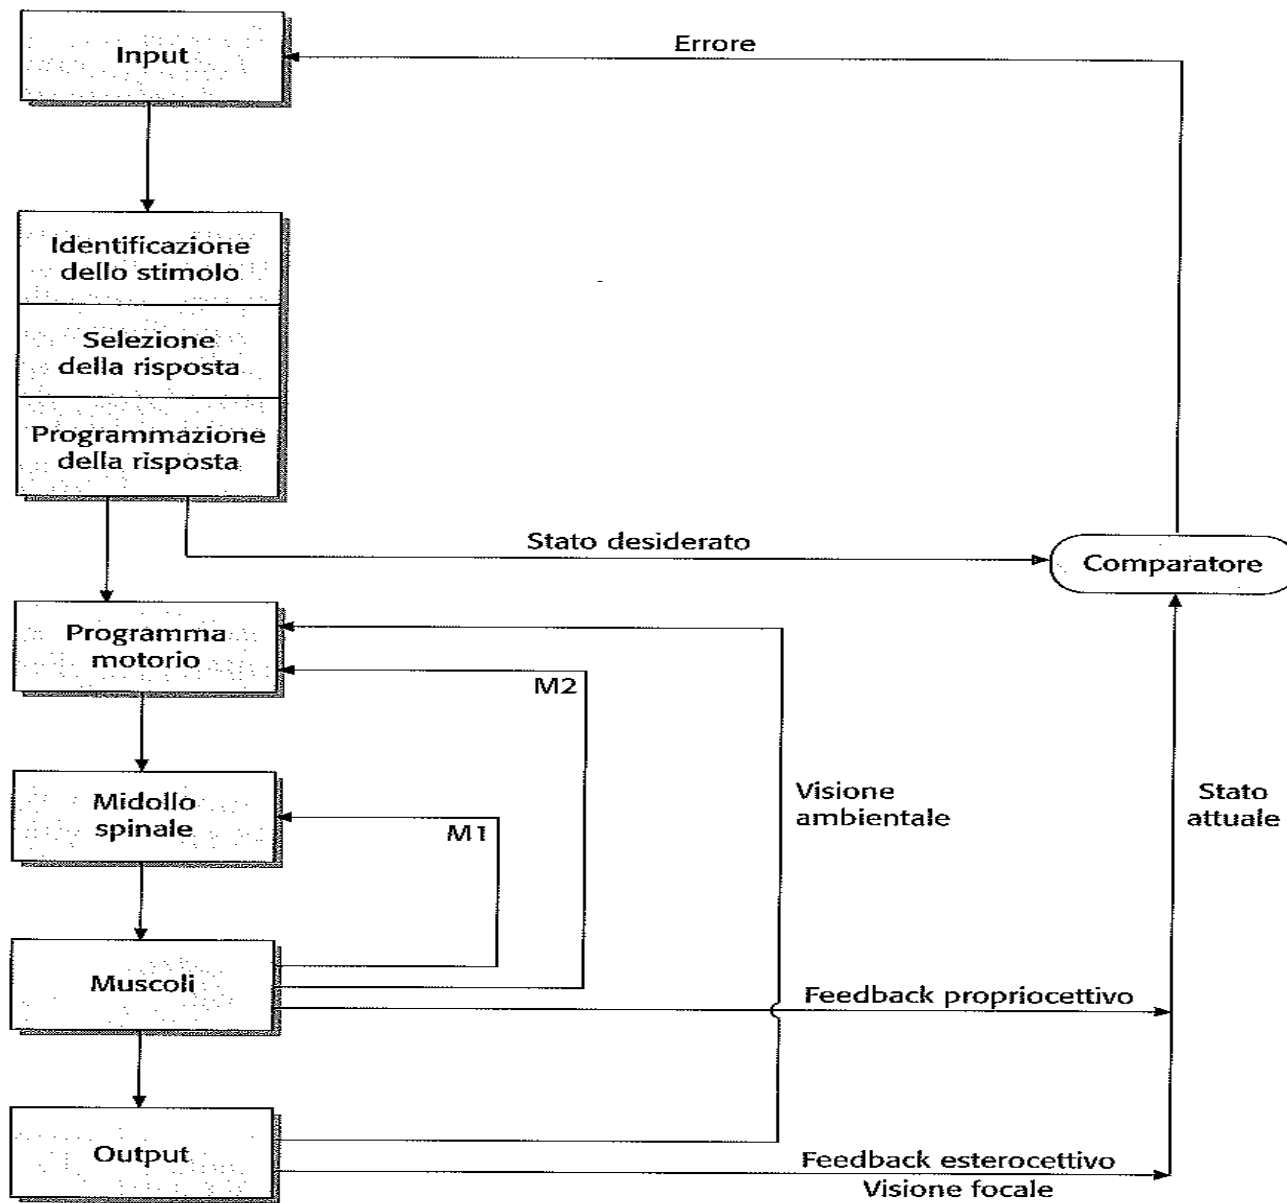 Input
Errore
Identificazione
dello stimolo
Selezione
della risposta
Programmazione
della risposta
Stato desiderato
Comparatore
Programma
motorio
M2
Midollo
spinale
M1
Visione
ambientale
Stato
attuale
Muscoli
Feedback propriocettivo
Output
Feedback esterocettivo
Visione focale